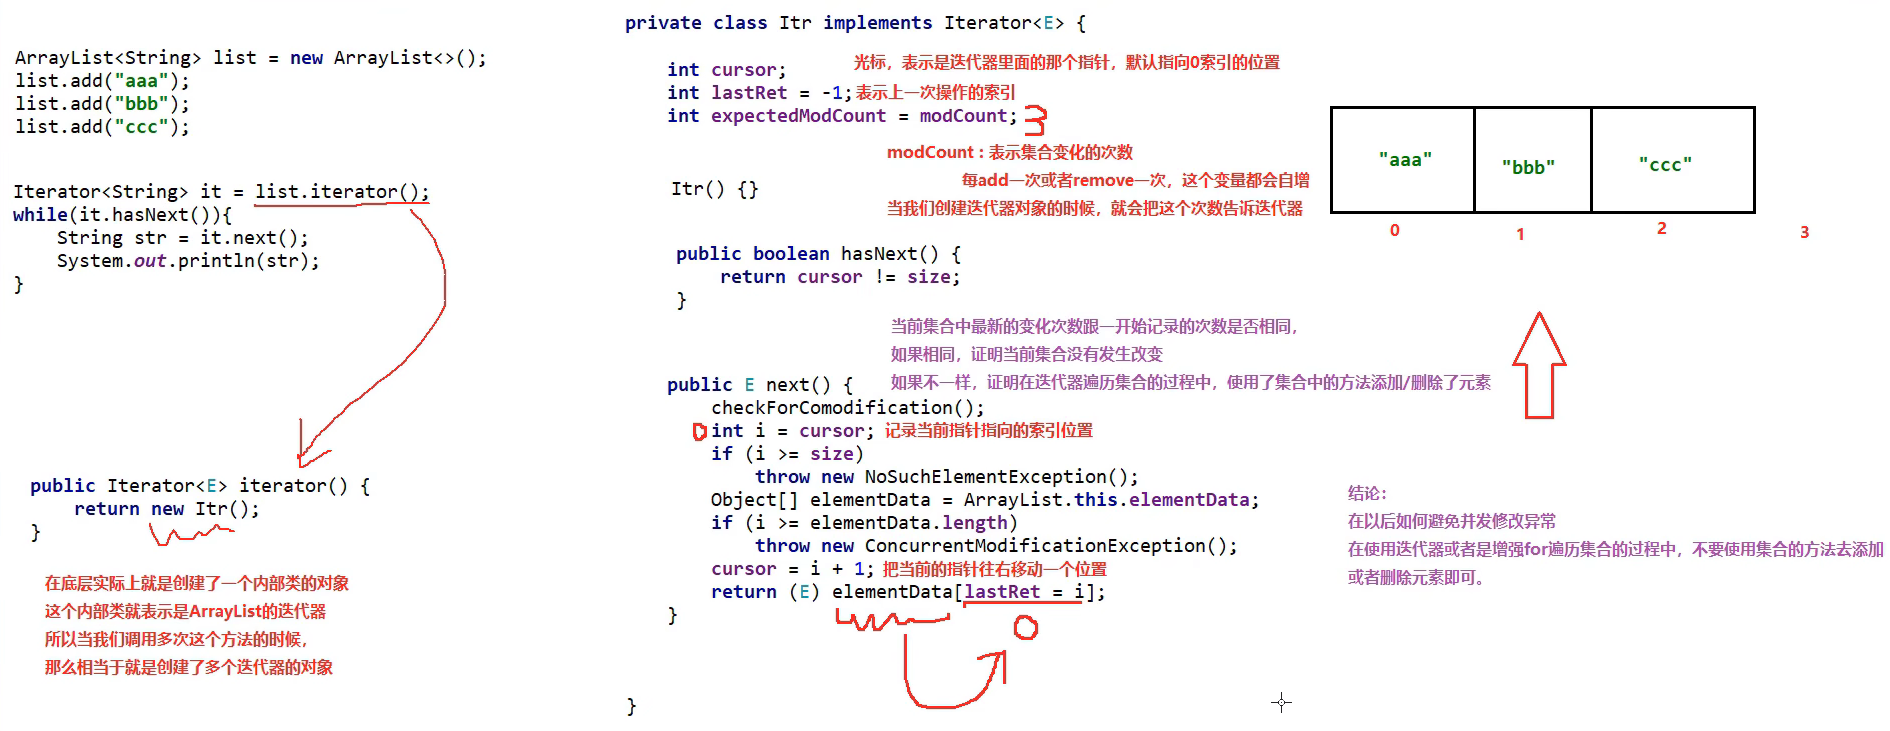 ArrayList<String> list = new ArrayList<>();
list.add("aaa");
list.add("bbb");
list.add("ccc");
Iterator<String> it = list.iterator();
while(it.hasNext()){
String str = it.next();
System.out.println(str);
}
public Iterator<E> iterator() {
return new Itr();
}
在底层实际上就是创建了一个内部类的对象
这个内部类就表示是ArrayList的迭代器
所以当我们调用多次这个方法的时候，
那么相当于就是创建了多个迭代器的对象
private class Itr implements Iterator<E> {
int cursor; 光标，表示是迭代器里面的那个指针，默认指向0索引的位置
int lastRet = -1; 表示上一次操作的索引
int expectedModCount = modCount; 3
modCount：表示集合变化的次数
每add一次或者remove一次，这个变量都会自增
当我们创建迭代器对象的时候，就会把这个次数告诉迭代器
Itr() {}
public boolean hasNext() {
return cursor != size;
}
当前集合中最新的变化次数跟一开始记录的次数是否相同，
如果相同，证明当前集合没有发生改变
如果不一样，证明在迭代器遍历集合的过程中，使用了集合中的方法添加/删除了元素
public E next() {
checkForComodification();
0 int i = cursor; 记录当前指针指向的索引位置
if (i >= size)
throw new NoSuchElementException();
Object[] elementData = ArrayList.this.elementData;
if (i >= elementData.length)
throw new ConcurrentModificationException();
cursor = i + 1; 把当前的指针往右移动一个位置
return (E) elementData[lastRet = i];
}
0
}
"aaa" "bbb" "ccc"
0 1 2 3
结论：
在以后如何避免并发修改异常
在使用迭代器或者是增强for遍历集合的过程中，不要使用集合的方法去添加
或者删除元素即可。